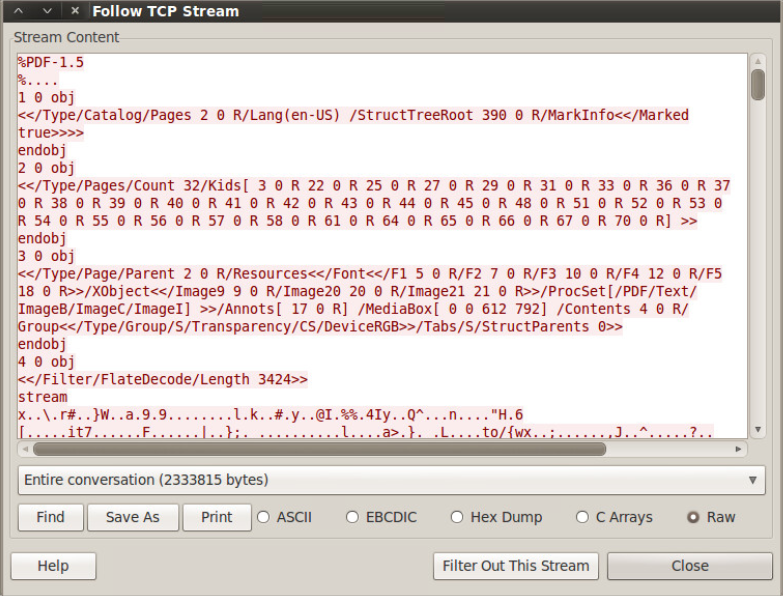 Follow TCP Stream
Stream Content
%PDF-1.5
%....
1 0 obj
<</Type/Catalog/Pages 2 0 R/Lang(en-US) /StructTreeRoot 390 0 R/MarkInfo<</Marked
true>>>>
endobj
2 0 obj
<</Type/Pages/Count 32/Kids[ 3 0 R 22 0 R 25 0 R 27 0 R 29 0 R 31 0 R 33 0 R 36 0 R 37
0 R 38 0 R 39 0 R 40 0 R 41 0 R 42 0 R 43 0 R 44 0 R 45 0 R 48 0 R 51 0 R 52 0 R 53 0
R 54 0 R 55 0 R 56 0 R 57 0 R 58 0 R 61 0 R 64 0 R 65 0 R 66 0 R 67 0 R 70 0 R] >>
endobj
3 0 obj
<</Type/Page/Parent 2 0 R/Resources<</Font<</F1 5 0 R/F2 7 0 R/F3 10 0 R/F4 12 0 R/F5
18 0 R>>/XObject<</Image9 9 0 R/Image20 20 0 R/Image21 21 0 R>>/ProcSet[/PDF/Text/
ImageB/ImageC/ImageI] >>/Annots[ 17 0 R] /MediaBox[ 0 0 612 792] /Contents 4 0 R/
Group<</Type/Group/S/Transparency/CS/DeviceRGB>>/Tabs/S/StructParents 0>>
endobj
4 0 obj
<</Filter/FlateDecode/Length 3424>>
stream
x..\.r#..}W..a.9.9........l.k..#.y..@I.%%.4Iy..Q^...n...."H.6
[.....it7......F......|..};. ..........l....a>.}. .L....to/{wx..;......,J..^.....?..
Entire conversation (2333815 bytes)
Find Save As Print ASCII EBCDIC Hex Dump C Arrays Raw
Help Filter Out This Stream Close